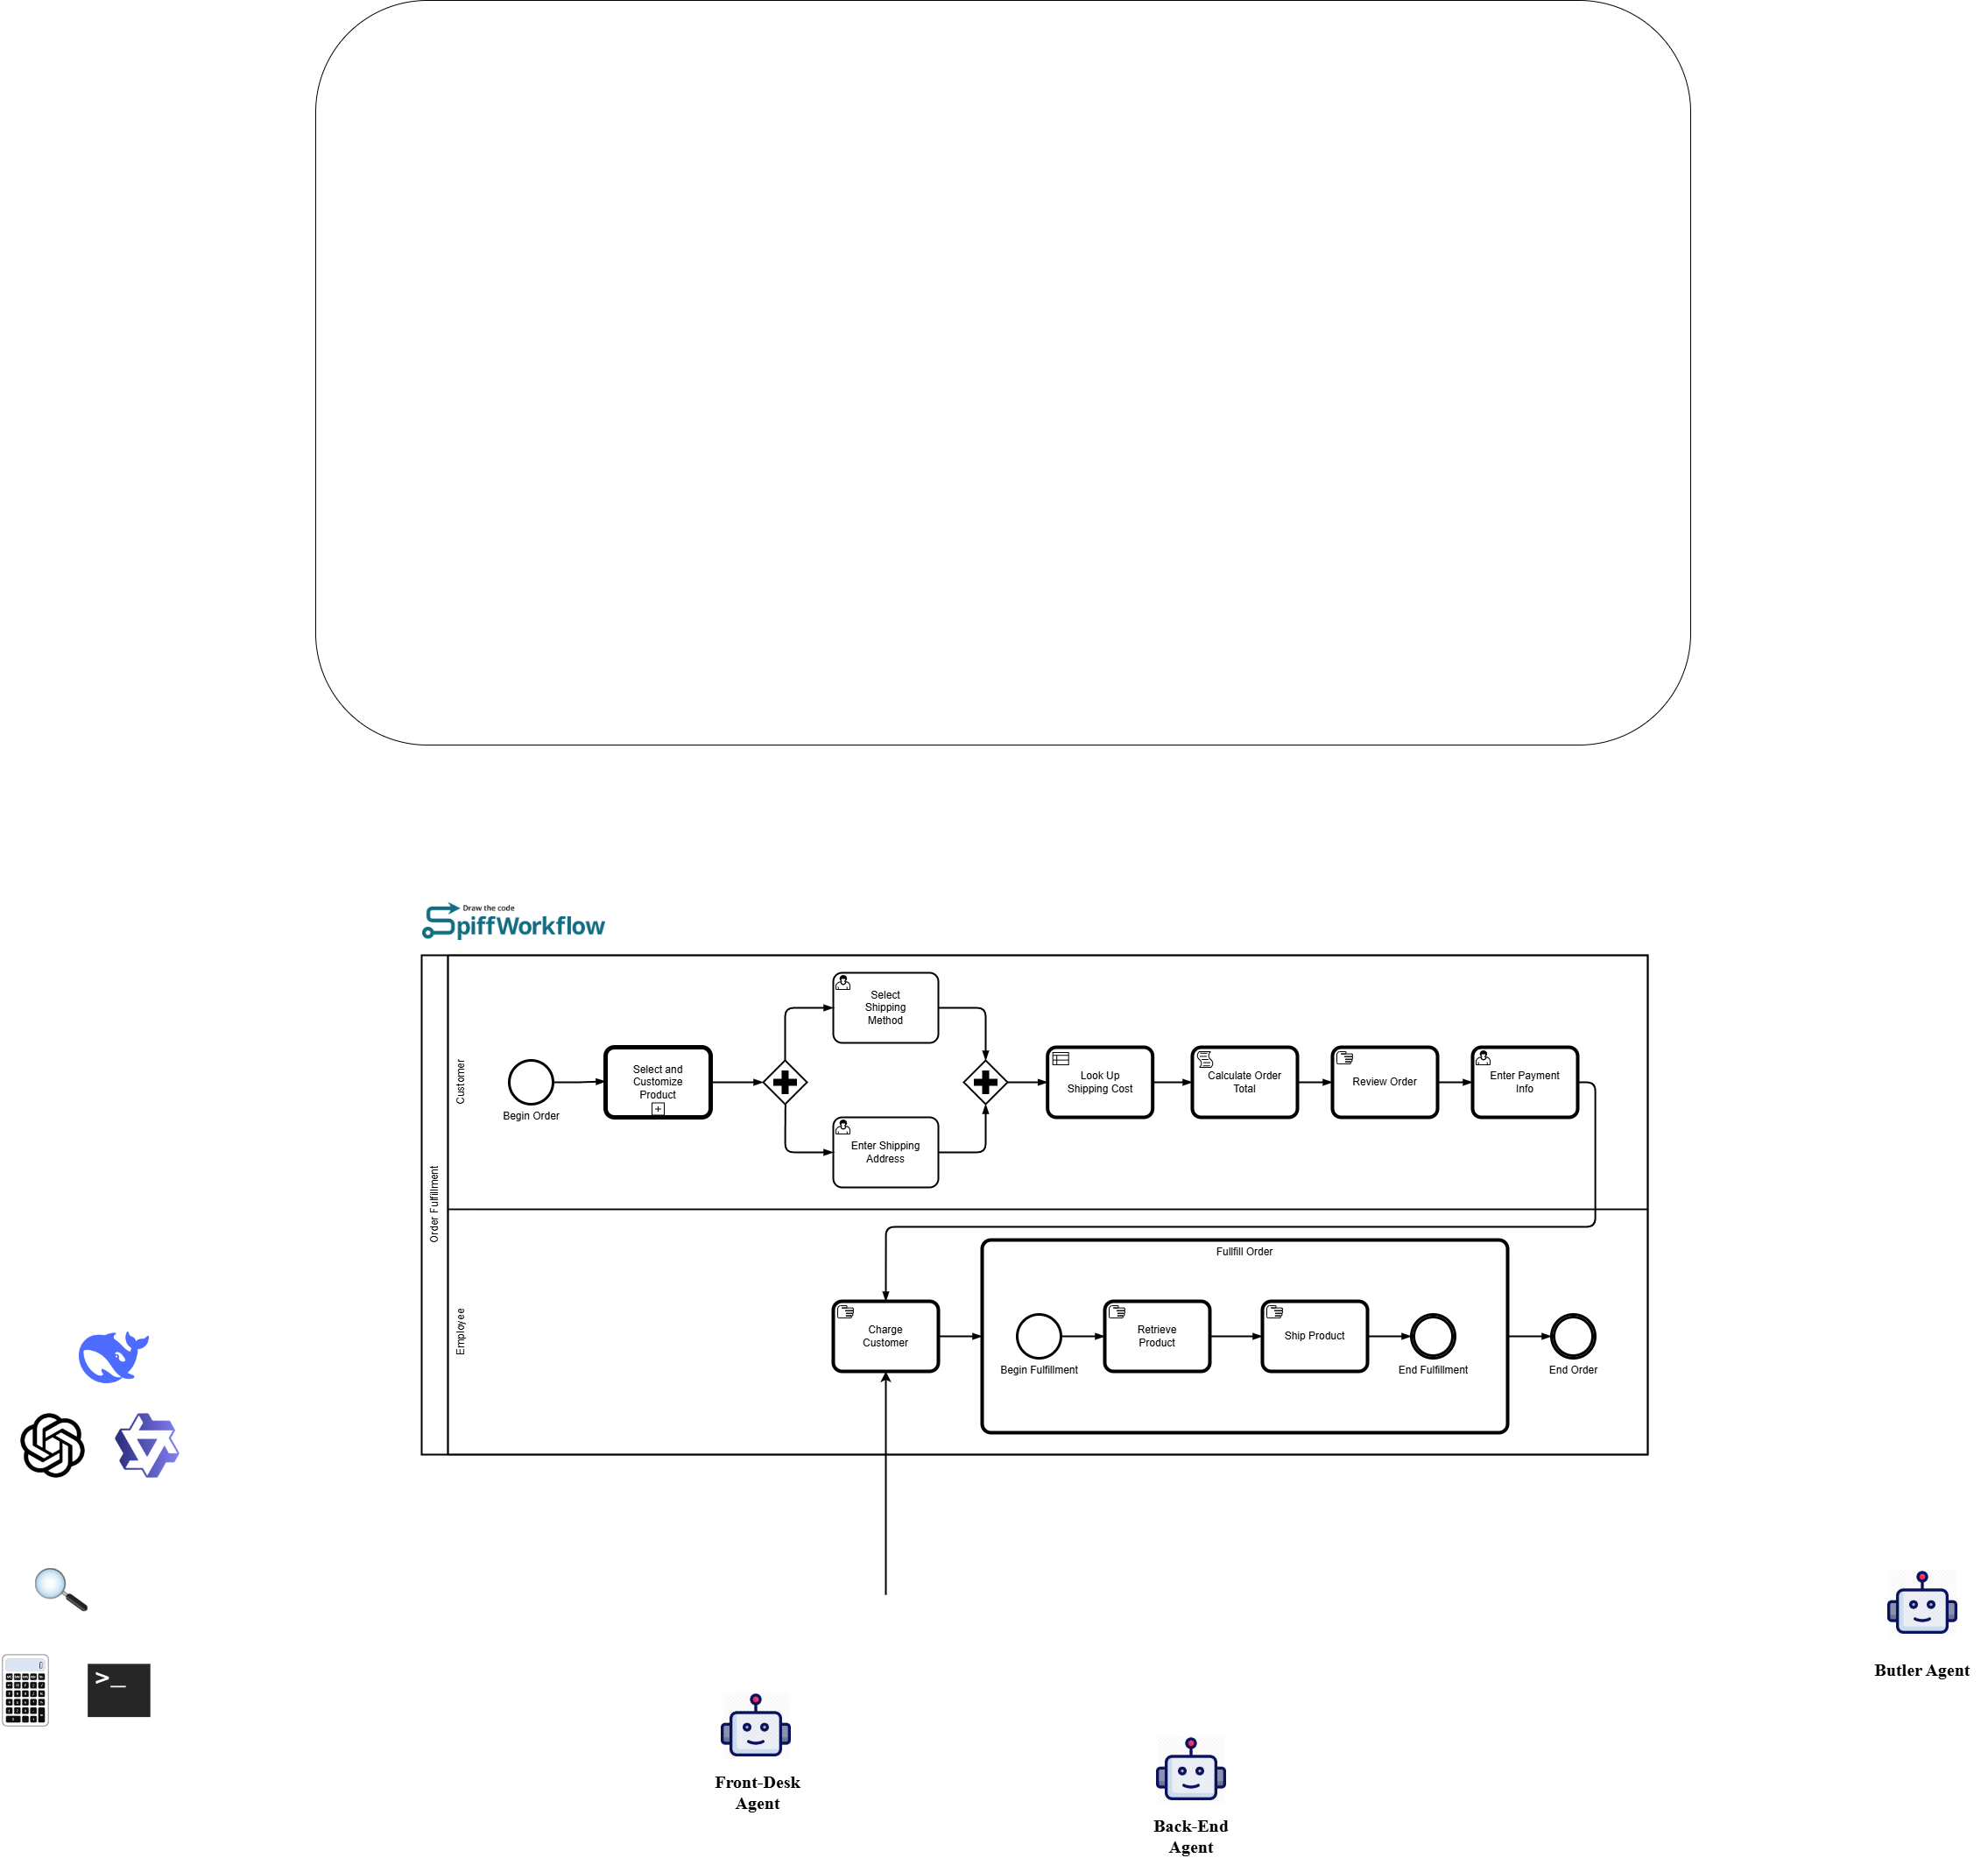 Draw the code
SpiffWorkflow
Order Fulfillment
Customer
Begin Order
Select and
Customize
Product
Select
Shipping
Method
Enter Shipping
Address
Look Up
Shipping Cost
Calculate Order
Total
Review Order
Enter Payment
Info
Employee
Charge
Customer
Fullfill Order
Begin Fulfillment
Retrieve
Product
Ship Product
End Fulfillment
End Order
>_
Front-Desk
Agent
Back-End
Agent
Butler Agent